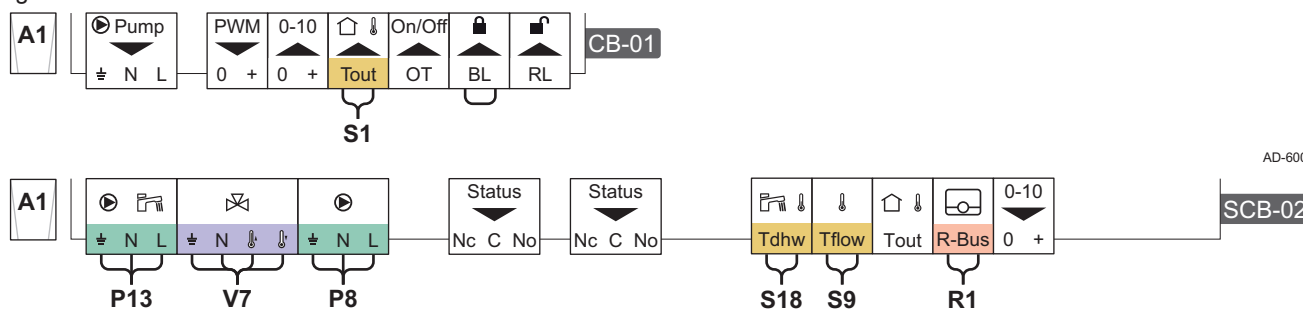 A1 Pump PWM 0-10 On/Off CB-01
N L 0 + 0 + Tout OT BL RL
S1
AD-600
A1 Status Status 0-10 SCB-02
N L N N L Nc C No Nc C No Tdhw Tflow Tout R-Bus 0 +
P13 V7 P8 S18 S9 R1